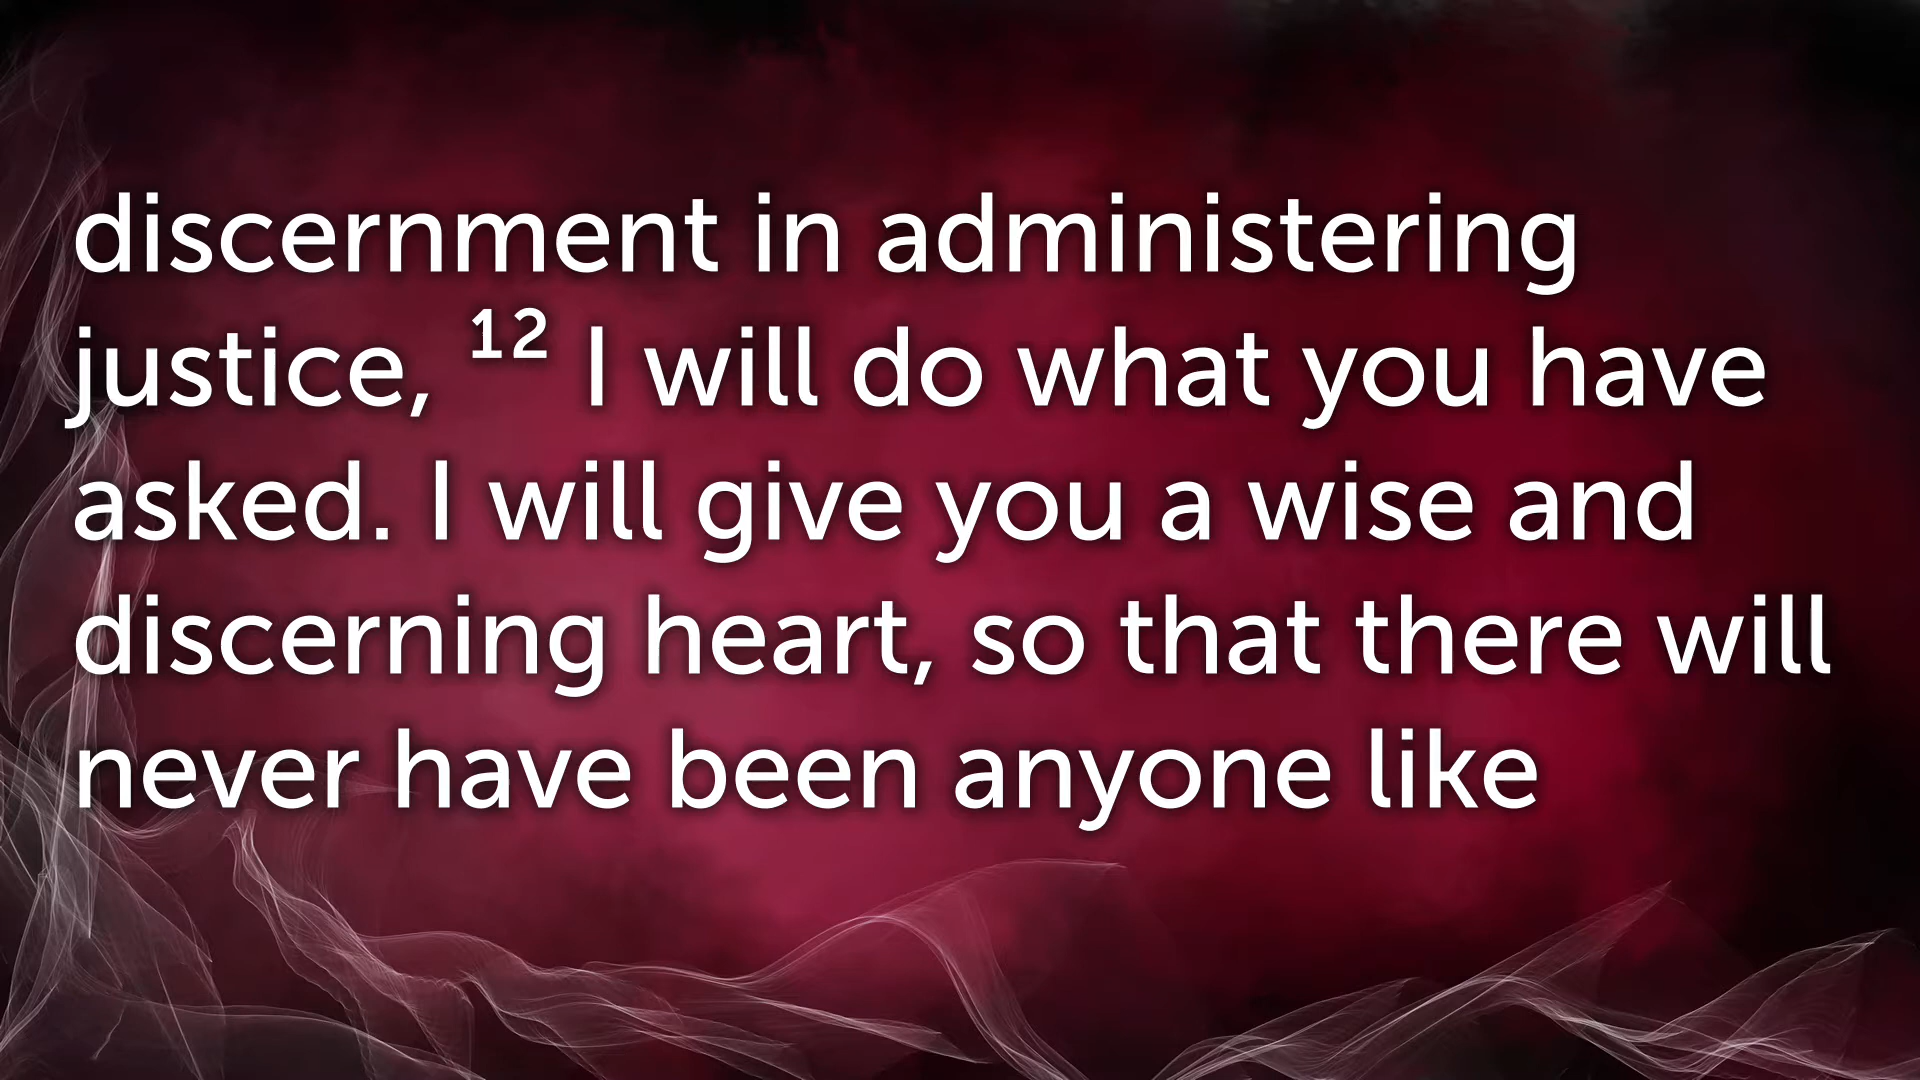 discernment in administering
justice, ¹² I will do what you have
asked. I will give you a wise and
discerning heart, so that there will
never have been anyone like